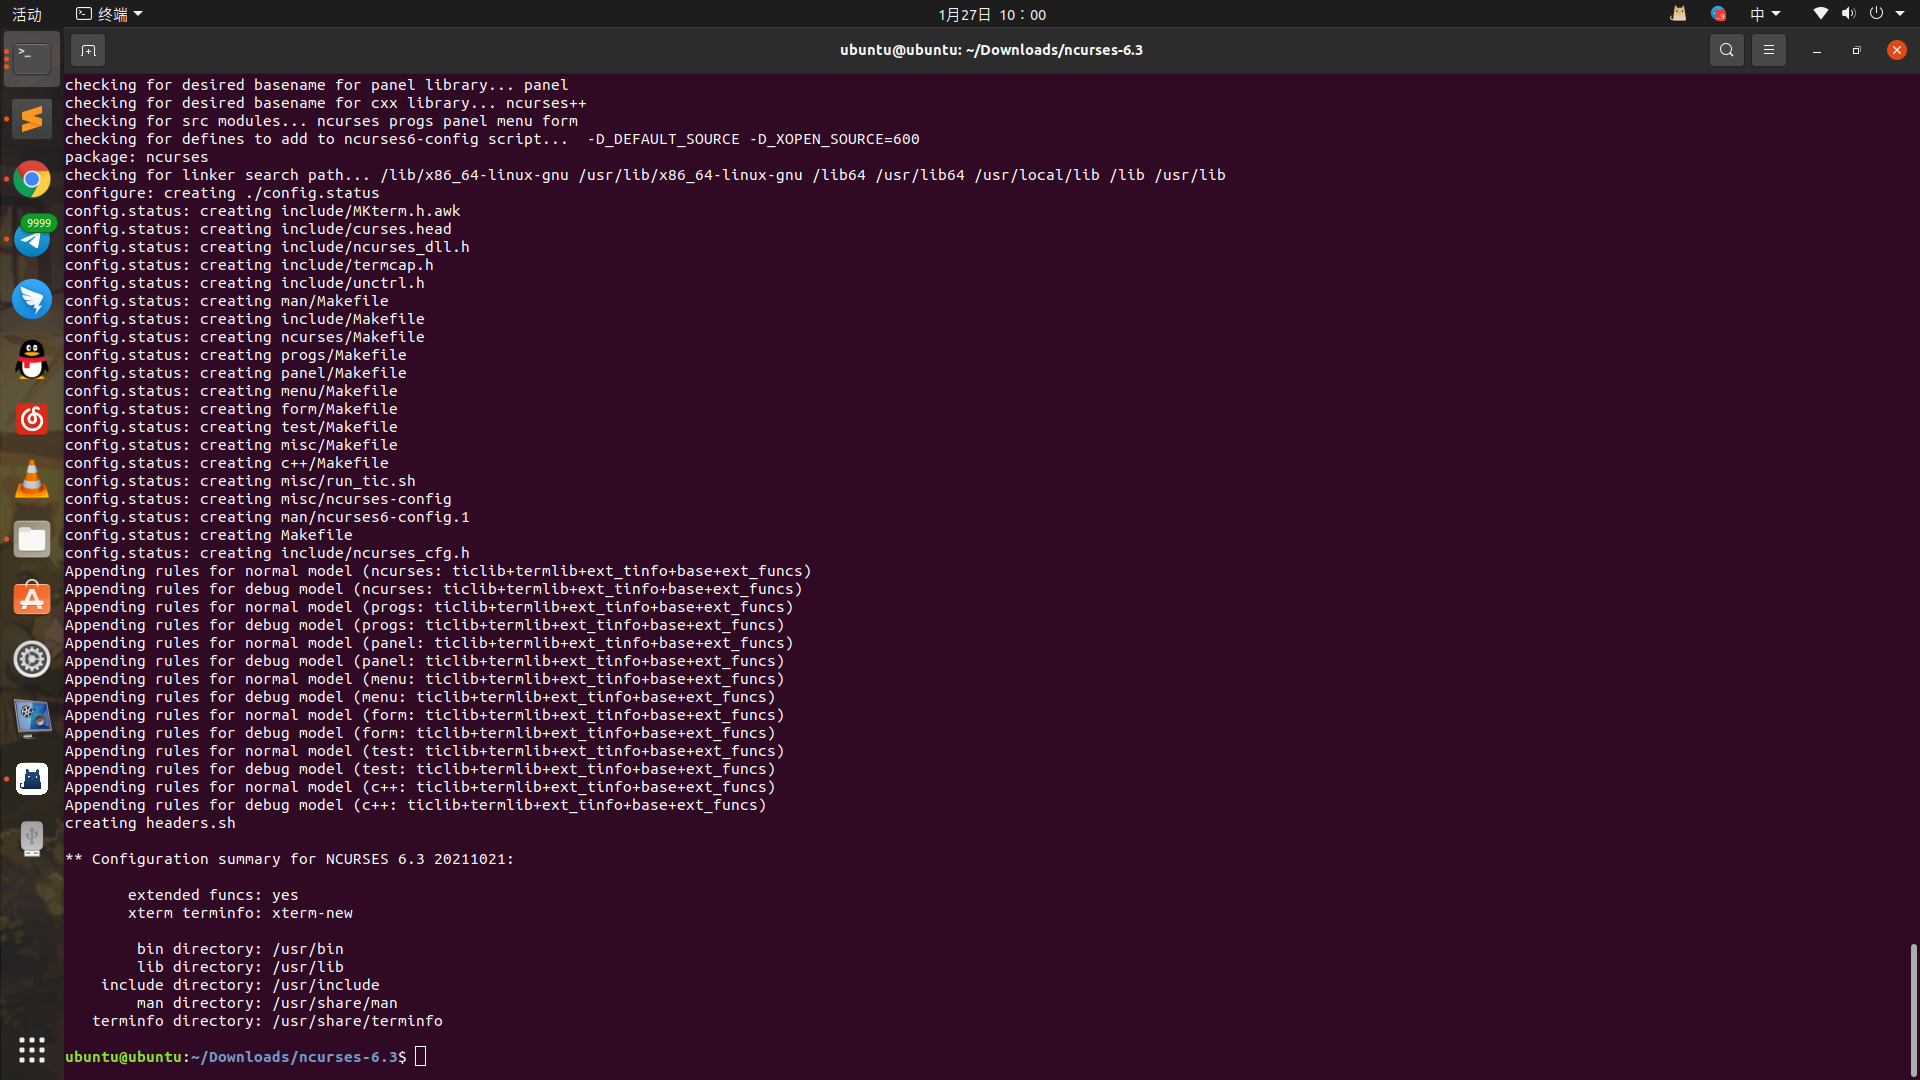 活动
终端
1月27日 10：00
中
ubuntu@ubuntu: ~/Downloads/ncurses-6.3
9999
checking for desired basename for panel library... panel
checking for desired basename for cxx library... ncurses++
checking for src modules... ncurses progs panel menu form
checking for defines to add to ncurses6-config script...  -D_DEFAULT_SOURCE -D_XOPEN_SOURCE=600
package: ncurses
checking for linker search path... /lib/x86_64-linux-gnu /usr/lib/x86_64-linux-gnu /lib64 /usr/lib64 /usr/local/lib /lib /usr/lib
configure: creating ./config.status
config.status: creating include/MKterm.h.awk
config.status: creating include/curses.head
config.status: creating include/ncurses_dll.h
config.status: creating include/termcap.h
config.status: creating include/unctrl.h
config.status: creating man/Makefile
config.status: creating include/Makefile
config.status: creating ncurses/Makefile
config.status: creating progs/Makefile
config.status: creating panel/Makefile
config.status: creating menu/Makefile
config.status: creating form/Makefile
config.status: creating test/Makefile
config.status: creating misc/Makefile
config.status: creating c++/Makefile
config.status: creating misc/run_tic.sh
config.status: creating misc/ncurses-config
config.status: creating man/ncurses6-config.1
config.status: creating Makefile
config.status: creating include/ncurses_cfg.h
Appending rules for normal model (ncurses: ticlib+termlib+ext_tinfo+base+ext_funcs)
Appending rules for debug model (ncurses: ticlib+termlib+ext_tinfo+base+ext_funcs)
Appending rules for normal model (progs: ticlib+termlib+ext_tinfo+base+ext_funcs)
Appending rules for debug model (progs: ticlib+termlib+ext_tinfo+base+ext_funcs)
Appending rules for normal model (panel: ticlib+termlib+ext_tinfo+base+ext_funcs)
Appending rules for debug model (panel: ticlib+termlib+ext_tinfo+base+ext_funcs)
Appending rules for normal model (menu: ticlib+termlib+ext_tinfo+base+ext_funcs)
Appending rules for debug model (menu: ticlib+termlib+ext_tinfo+base+ext_funcs)
Appending rules for normal model (form: ticlib+termlib+ext_tinfo+base+ext_funcs)
Appending rules for debug model (form: ticlib+termlib+ext_tinfo+base+ext_funcs)
Appending rules for normal model (test: ticlib+termlib+ext_tinfo+base+ext_funcs)
Appending rules for debug model (test: ticlib+termlib+ext_tinfo+base+ext_funcs)
Appending rules for normal model (c++: ticlib+termlib+ext_tinfo+base+ext_funcs)
Appending rules for debug model (c++: ticlib+termlib+ext_tinfo+base+ext_funcs)
creating headers.sh
** Configuration summary for NCURSES 6.3 20211021:
extended funcs: yes
xterm terminfo: xterm-new
bin directory: /usr/bin
lib directory: /usr/lib
include directory: /usr/include
man directory: /usr/share/man
terminfo directory: /usr/share/terminfo
ubuntu@ubuntu:~/Downloads/ncurses-6.3$